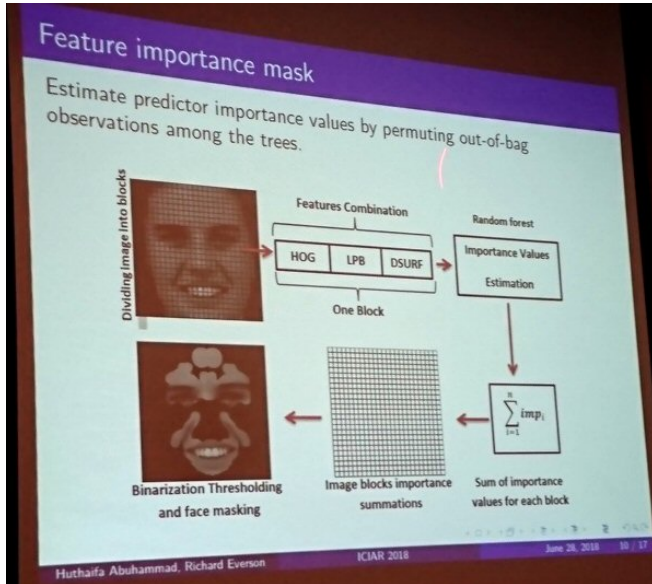 Feature importance mask
Estimate predictor importance values by permuting out-of-bag
observations among the trees.
Dividing image into blocks
Features Combination
HOG
LPB
DSURF
One Block
Random forest
Importance Values
Estimation
n
∑ impᵢ
i=1
Sum of importance
values for each block
Image blocks importance
summations
Binarization Thresholding
and face masking
Huthaifa Abuhammad, Richard Everson
ICIAR 2018
June 28, 2018
10 / 17